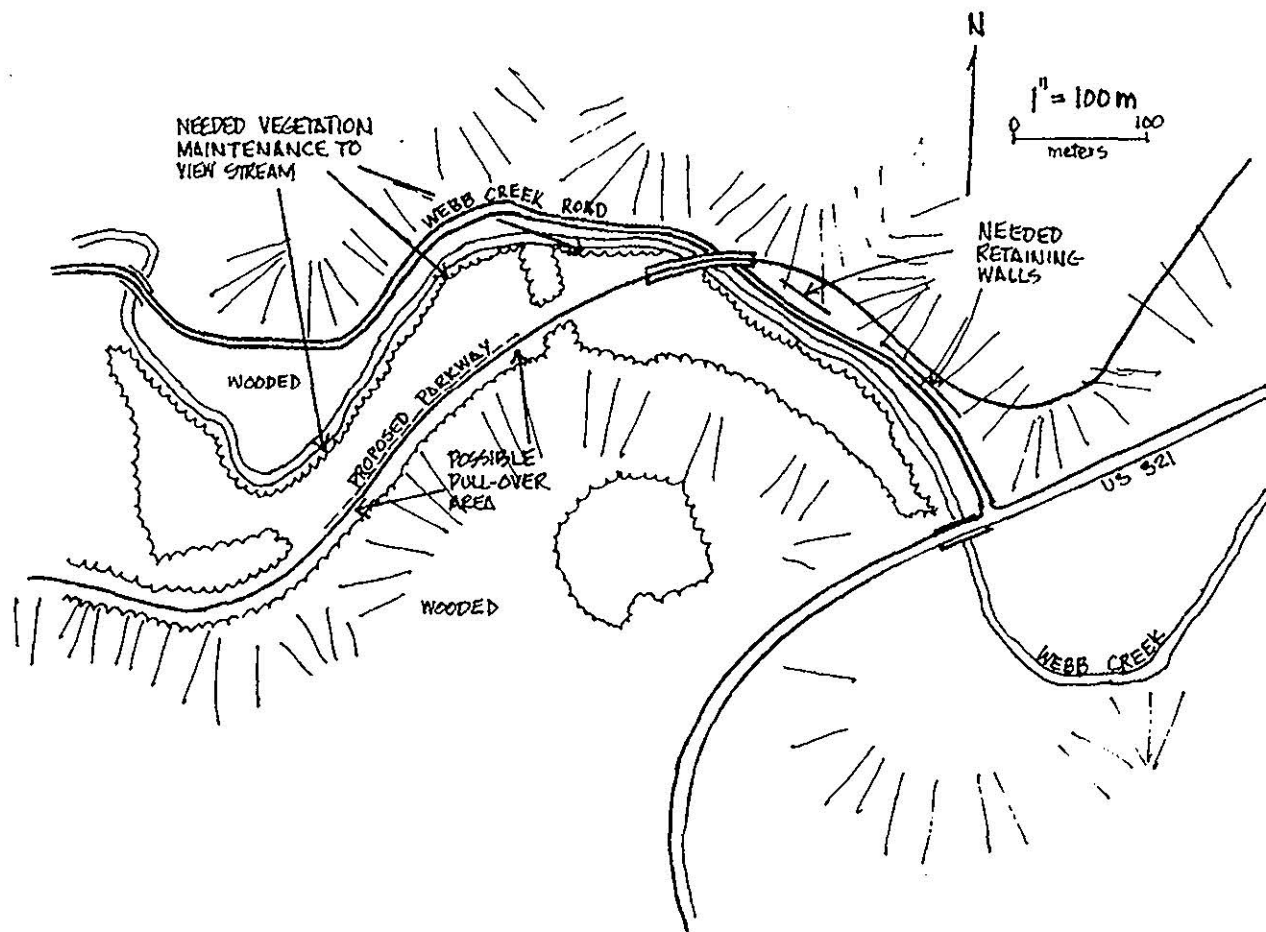 N
1" = 100 m
0 100
meters
NEEDED VEGETATION
MAINTENANCE TO
VIEW STREAM
WEBB CREEK ROAD
NEEDED
RETAINING
WALLS
WOODED
PROPOSED PARKWAY
POSSIBLE
PULL-OVER
AREA
US 321
WOODED
WEBB CREEK